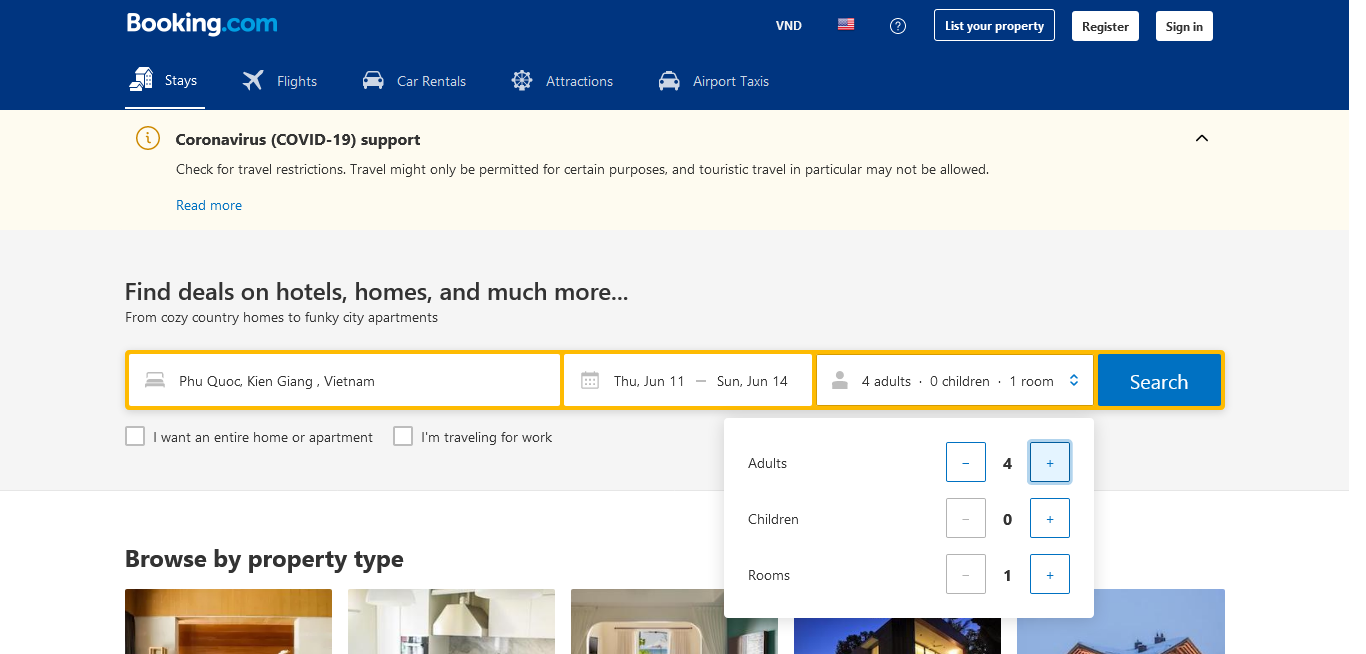 Booking.com
VND
List your property
Register
Sign in
Stays
Flights
Car Rentals
Attractions
Airport Taxis
Coronavirus (COVID-19) support
Check for travel restrictions. Travel might only be permitted for certain purposes, and touristic travel in particular may not be allowed.
Read more
Find deals on hotels, homes, and much more...
From cozy country homes to funky city apartments
Phu Quoc, Kien Giang , Vietnam
Thu, Jun 11 — Sun, Jun 14
4 adults · 0 children · 1 room
Search
I want an entire home or apartment
I'm traveling for work
Adults − 4 +
Children − 0 +
Rooms − 1 +
Browse by property type